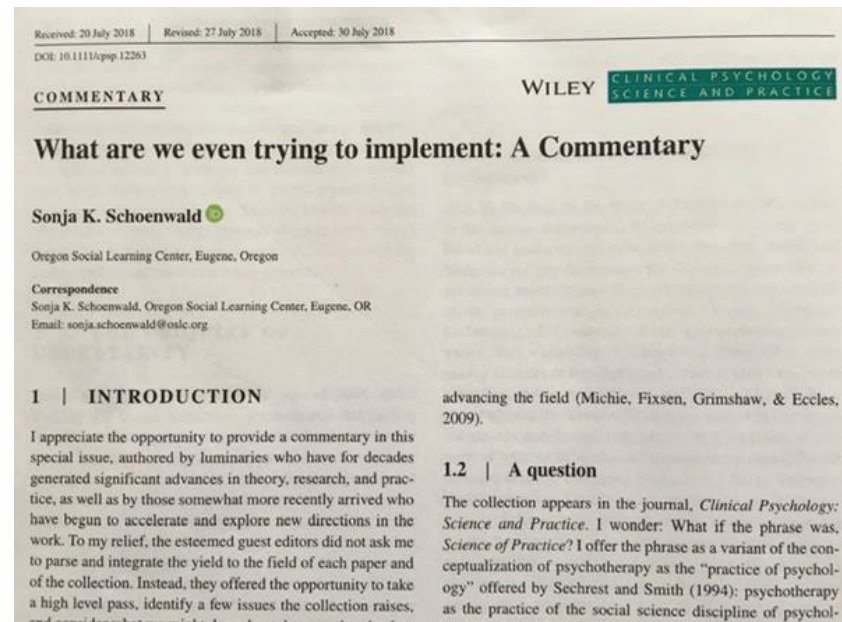 Received: 20 July 2018 | Revised: 27 July 2018 | Accepted: 30 July 2018
DOI: 10.1111/cpsp.12263
COMMENTARY
WILEY CLINICAL PSYCHOLOGY
SCIENCE AND PRACTICE
What are we even trying to implement: A Commentary
Sonja K. Schoenwald iD
Oregon Social Learning Center, Eugene, Oregon
Correspondence
Sonja K. Schoenwald, Oregon Social Learning Center, Eugene, OR
Email: sonja.schoenwald@oslc.org
1 | INTRODUCTION
I appreciate the opportunity to provide a commentary in this
special issue, authored by luminaries who have for decades
generated significant advances in theory, research, and prac-
tice, as well as by those somewhat more recently arrived who
have begun to accelerate and explore new directions in the
work. To my relief, the esteemed guest editors did not ask me
to parse and integrate the yield to the field of each paper and
of the collection. Instead, they offered the opportunity to take
a high level pass, identify a few issues the collection raises,
advancing the field (Michie, Fixsen, Grimshaw, & Eccles,
2009).
1.2 | A question
The collection appears in the journal, Clinical Psychology:
Science and Practice. I wonder: What if the phrase was,
Science of Practice? I offer the phrase as a variant of the con-
ceptualization of psychotherapy as the “practice of psychol-
ogy” offered by Sechrest and Smith (1994): psychotherapy
as the practice of the social science discipline of psychol-